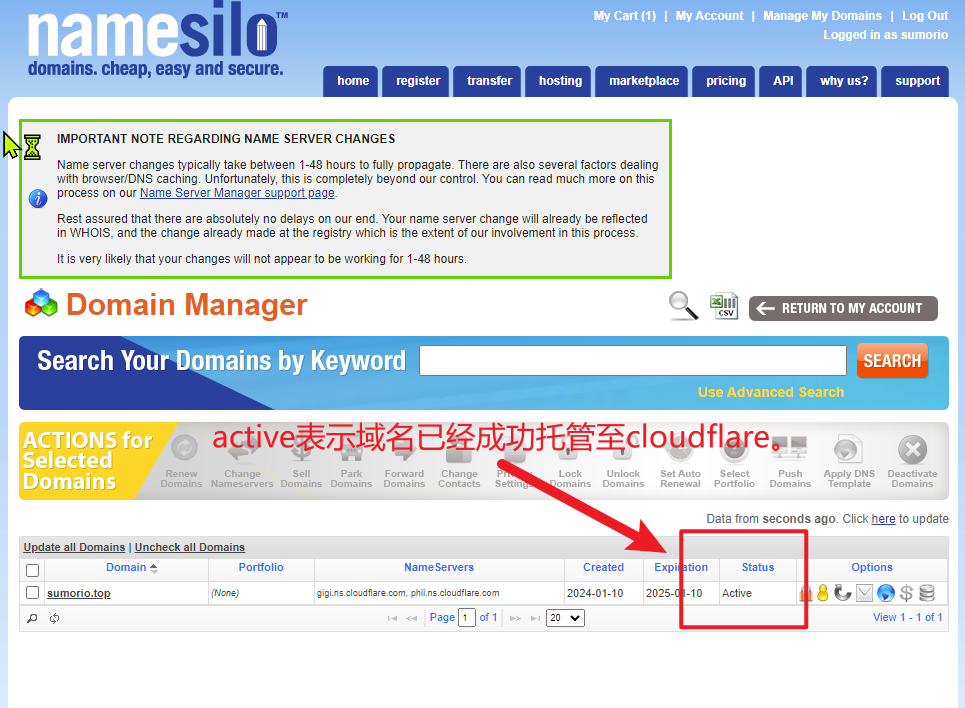 namesilo™
domains. cheap, easy and secure.
My Cart (1) | My Account | Manage My Domains | Log Out
Logged in as sumorio
home register transfer hosting marketplace pricing API why us? support
IMPORTANT NOTE REGARDING NAME SERVER CHANGES
Name server changes typically take between 1-48 hours to fully propagate. There are also several factors dealing
with browser/DNS caching. Unfortunately, this is completely beyond our control. You can read much more on this
process on our Name Server Manager support page.
Rest assured that there are absolutely no delays on our end. Your name server change will already be reflected
in WHOIS, and the change already made at the registry which is the extent of our involvement in this process.
It is very likely that your changes will not appear to be working for 1-48 hours.
Domain Manager
CSV
RETURN TO MY ACCOUNT
Search Your Domains by Keyword
SEARCH
Use Advanced Search
active表示域名已经成功托管至cloudflare。
ACTIONS for
Selected
Domains
Renew Domains
Change Nameservers
Sell Domains
Park Domains
Forward Domains
Change Contacts
Settings
Lock Domains
Unlock Domains
Set Auto Renewal
Select Portfolio
Push Domains
Apply DNS Template
Deactivate Domains
Data from seconds ago. Click here to update
Update all Domains | Uncheck all Domains
Domain Portfolio NameServers Created Expiration Status Options
sumorio.top (None) gigi.ns.cloudflare.com, phil.ns.cloudflare.com 2024-01-10 2025-01-10 Active
Page 1 of 1 20 View 1 - 1 of 1